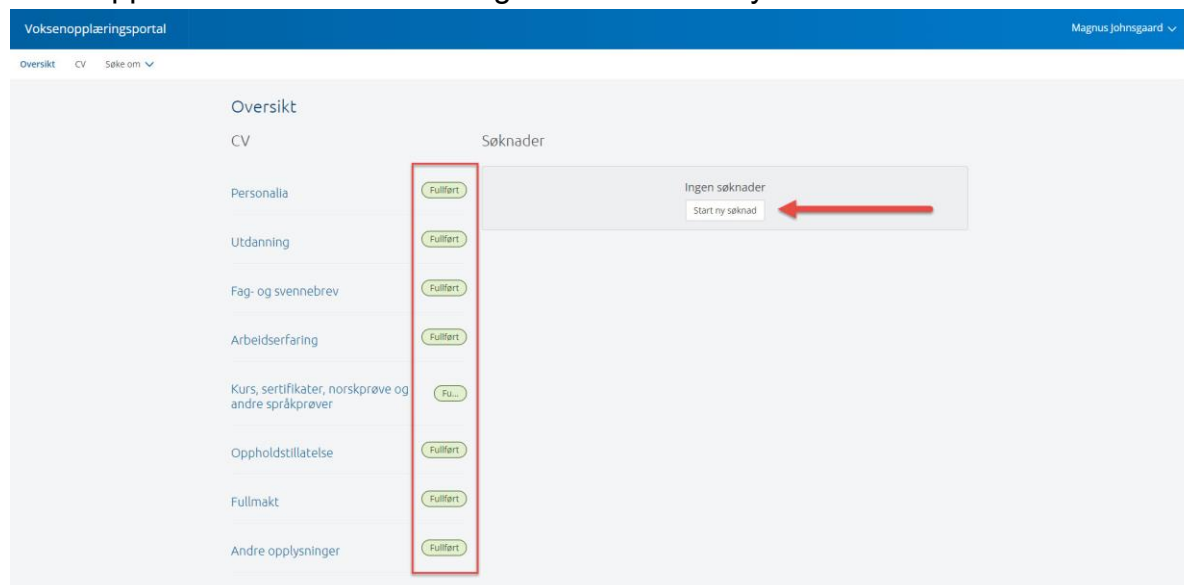 Voksenopplæringsportal
Magnus Johnsgaard
Oversikt CV Søke om
Oversikt
CV
Søknader
Personalia Fullført
Ingen søknader
Start ny søknad
Utdanning Fullført
Fag- og svennebrev Fullført
Arbeidserfaring Fullført
Kurs, sertifikater, norskprøve og
andre språkprøver
Fu...
Oppholdstillatelse Fullført
Fullmakt Fullført
Andre opplysninger Fullført